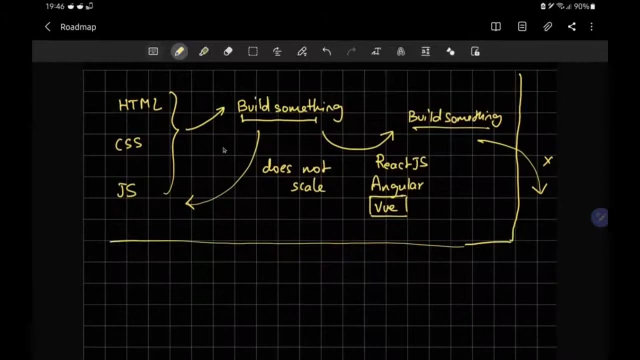 19:46
90%
Roadmap
HTML
CSS
JS
Build something
does not
scale
Build something
ReactJS
Angular
Vue
x